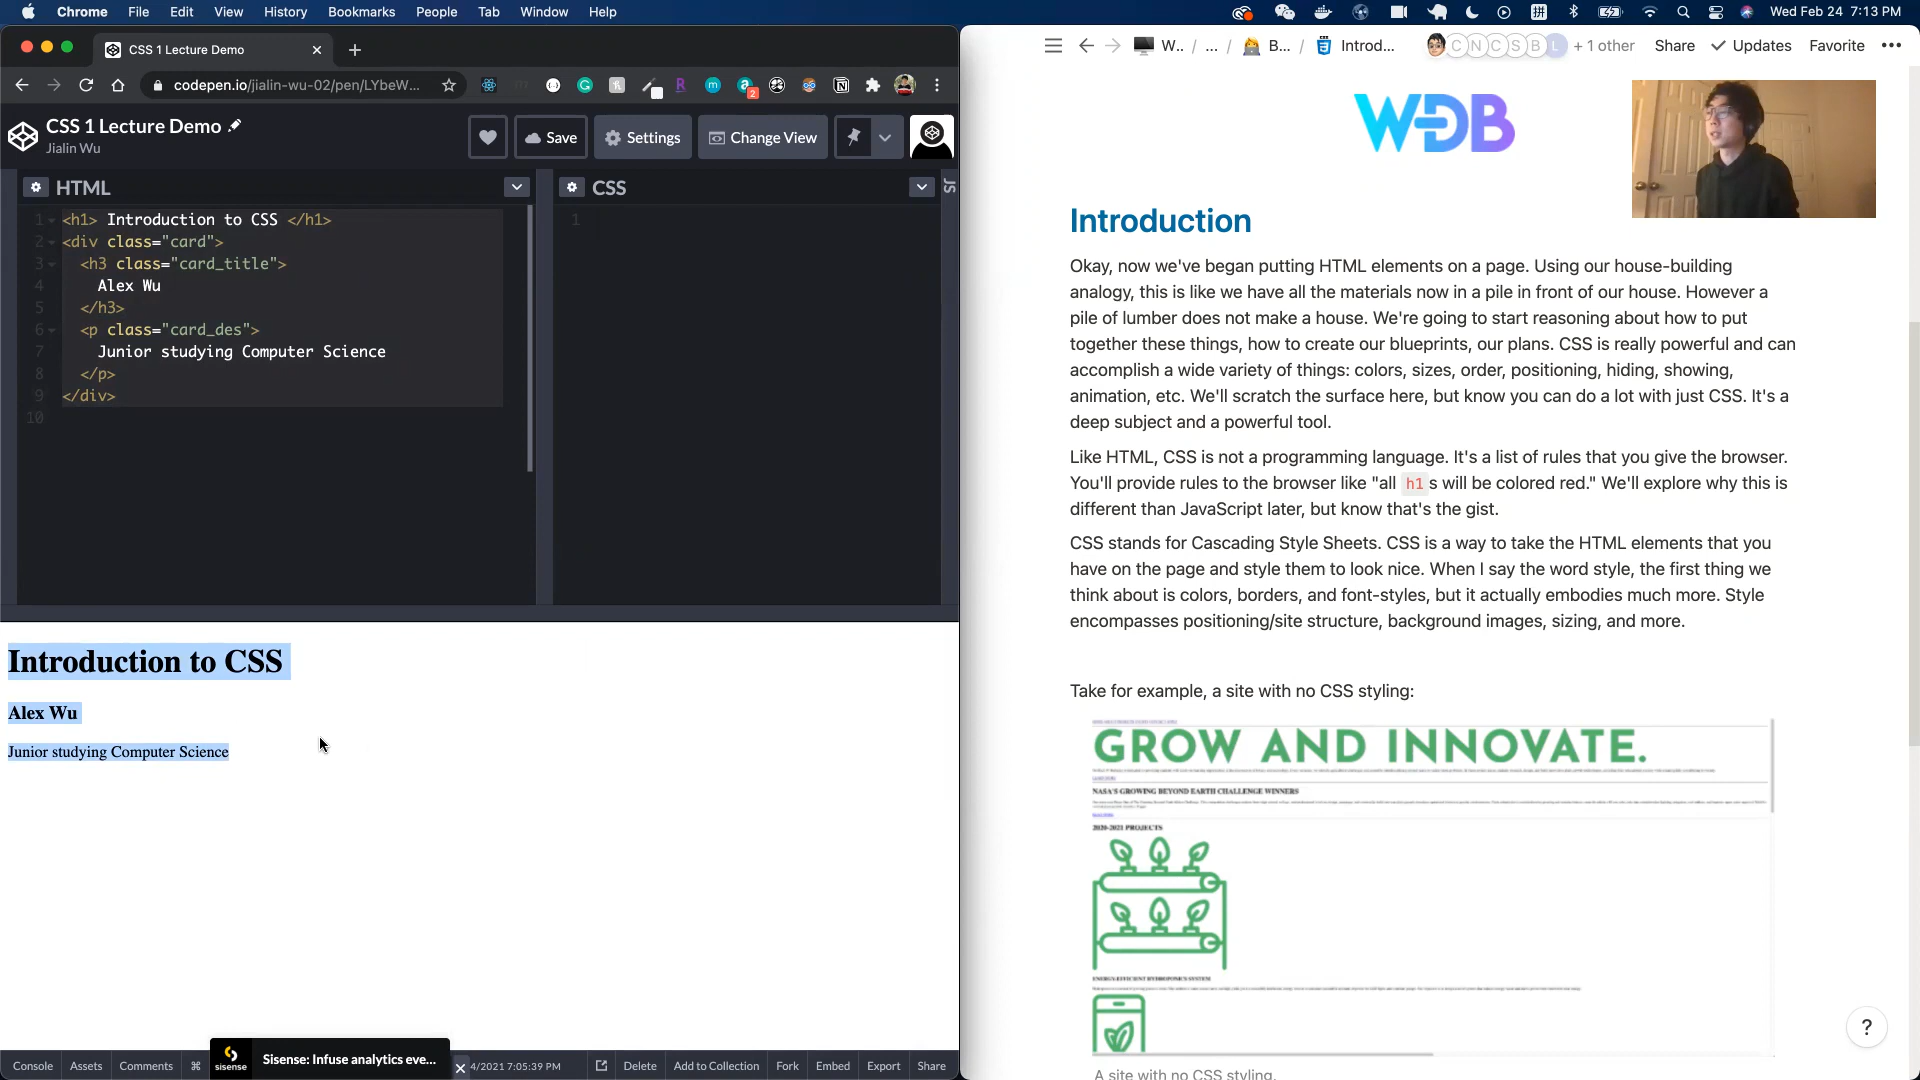 Chrome File Edit View History Bookmarks People Tab Window Help
Wed Feb 24 7:13 PM
CSS 1 Lecture Demo
codepen.io/jialin-wu-02/pen/LYbeW...
2
CSS 1 Lecture Demo
Jialin Wu
Save
Settings
Change View
HTML
1 <h1> Introduction to CSS </h1>
2 <div class="card">
3 <h3 class="card_title">
4 Alex Wu
5 </h3>
6 <p class="card_des">
7 Junior studying Computer Science
8 </p>
9 </div>
10
CSS
1
JS
Introduction to CSS
Alex Wu
Junior studying Computer Science
Console Assets Comments ⌘
sisense
Sisense: Infuse analytics eve...
4/2021 7:05:39 PM
Delete Add to Collection Fork Embed Export Share
W.. / ... / B... / Introd...
C N C S B L + 1 other Share Updates Favorite
WDB
Introduction
Okay, now we've began putting HTML elements on a page. Using our house-building
analogy, this is like we have all the materials now in a pile in front of our house. However a
pile of lumber does not make a house. We're going to start reasoning about how to put
together these things, how to create our blueprints, our plans. CSS is really powerful and can
accomplish a wide variety of things: colors, sizes, order, positioning, hiding, showing,
animation, etc. We'll scratch the surface here, but know you can do a lot with just CSS. It's a
deep subject and a powerful tool.
Like HTML, CSS is not a programming language. It's a list of rules that you give the browser.
You'll provide rules to the browser like "all h1 s will be colored red." We'll explore why this is
different than JavaScript later, but know that's the gist.
CSS stands for Cascading Style Sheets. CSS is a way to take the HTML elements that you
have on the page and style them to look nice. When I say the word style, the first thing we
think about is colors, borders, and font-styles, but it actually embodies much more. Style
encompasses positioning/site structure, background images, sizing, and more.
Take for example, a site with no CSS styling:
GROW AND INNOVATE.
NASA'S GROWING BEYOND EARTH CHALLENGE WINNERS
2020-2021 PROJECTS
ENERGY-EFFICIENT HYDROPONICS SYSTEM
A site with no CSS styling.
?